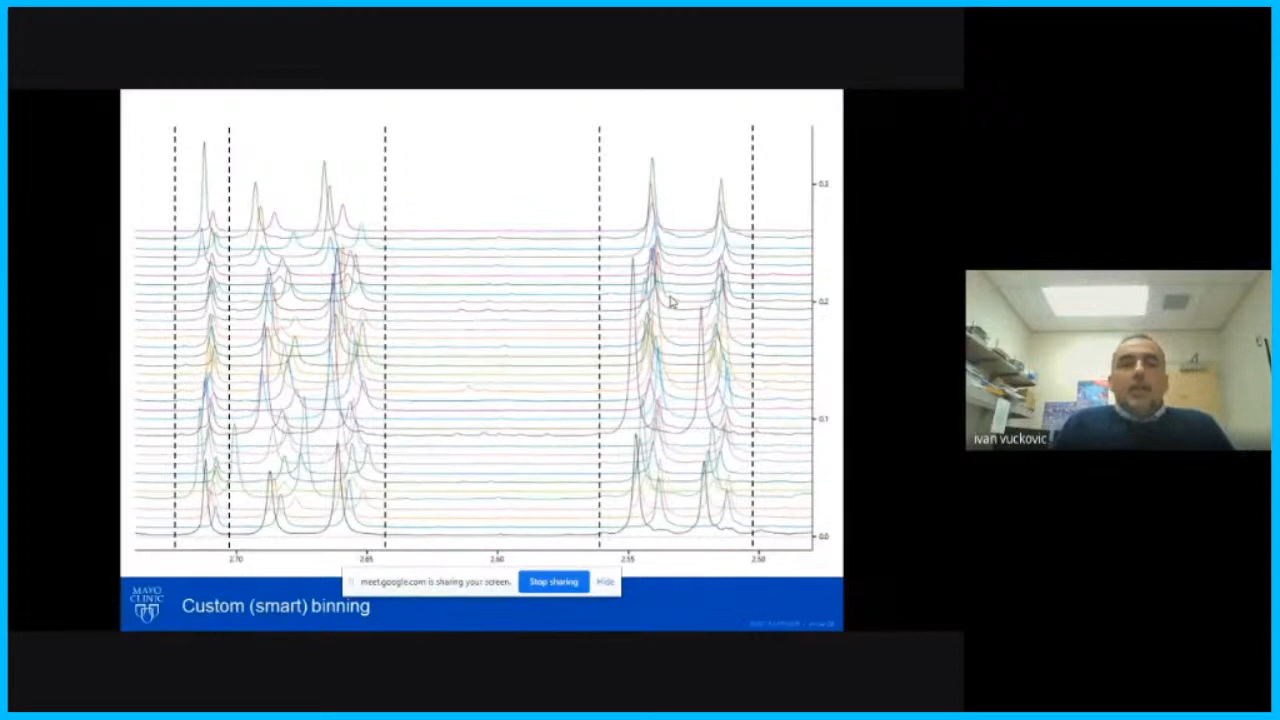 0.3
0.2
0.1
0.0
2.70
2.65
2.60
2.55
2.50
meet.google.com is sharing your screen.
Stop sharing
Hide
MAYO
CLINIC
Custom (smart) binning
ivan vuckovic